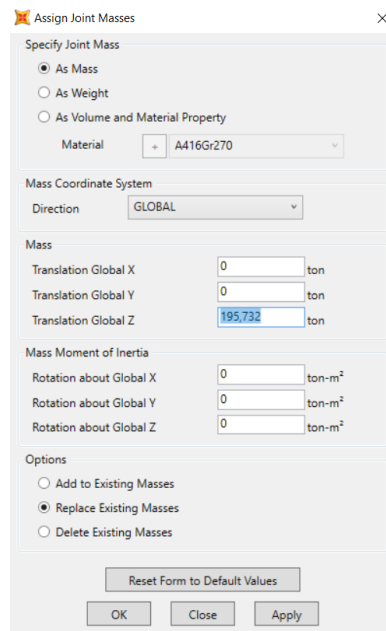 Assign Joint Masses
Specify Joint Mass
As Mass
As Weight
As Volume and Material Property
Material + A416Gr270
Mass Coordinate System
Direction GLOBAL
Mass
Translation Global X 0 ton
Translation Global Y 0 ton
Translation Global Z 195,732 ton
Mass Moment of Inertia
Rotation about Global X 0 ton-m²
Rotation about Global Y 0 ton-m²
Rotation about Global Z 0 ton-m²
Options
Add to Existing Masses
Replace Existing Masses
Delete Existing Masses
Reset Form to Default Values
OK Close Apply